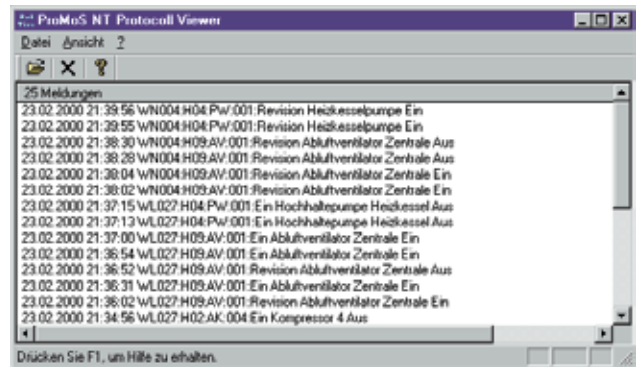 ProMoS NT Protocoll Viewer
Datei Ansicht ?
25 Meldungen
23.02.2000 21:39:56 WN004:H04:PW:001:Revision Heizkesselpumpe Ein
23.02.2000 21:39:55 WN004:H04:PW:001:Revision Heizkesselpumpe Ein
23.02.2000 21:38:30 WN004:H09:AV:001:Revision Abluftventilator Zentrale Aus
23.02.2000 21:38:28 WN004:H09:AV:001:Revision Abluftventilator Zentrale Aus
23.02.2000 21:38:04 WN004:H09:AV:001:Revision Abluftventilator Zentrale Ein
23.02.2000 21:38:02 WN004:H09:AV:001:Revision Abluftventilator Zentrale Ein
23.02.2000 21:37:15 WL027:H04:PW:001:Ein Hochhaltepumpe Heizkessel Aus
23.02.2000 21:37:13 WL027:H04:PW:001:Ein Hochhaltepumpe Heizkessel Aus
23.02.2000 21:37:00 WL027:H09:AV:001:Ein Abluftventilator Zentrale Ein
23.02.2000 21:36:54 WL027:H09:AV:001:Ein Abluftventilator Zentrale Ein
23.02.2000 21:36:52 WL027:H09:AV:001:Revision Abluftventilator Zentrale Aus
23.02.2000 21:36:31 WL027:H09:AV:001:Ein Abluftventilator Zentrale Ein
23.02.2000 21:36:02 WL027:H09:AV:001:Revision Abluftventilator Zentrale Ein
23.02.2000 21:34:56 WL027:H02:AK:004:Ein Kompressor 4 Aus
Drücken Sie F1, um Hilfe zu erhalten.